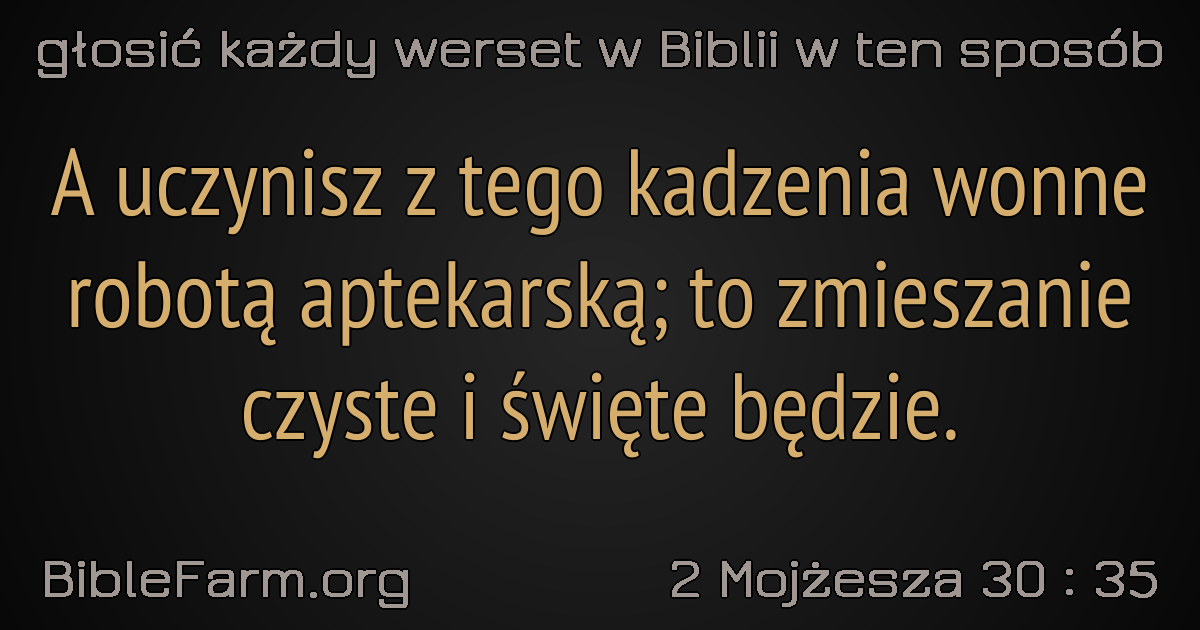 głosić każdy werset w Biblii w ten sposób
A uczynisz z tego kadzenia wonne
robotą aptekarską; to zmieszanie
czyste i święte będzie.
BibleFarm.org
2 Mojżesza 30 : 35